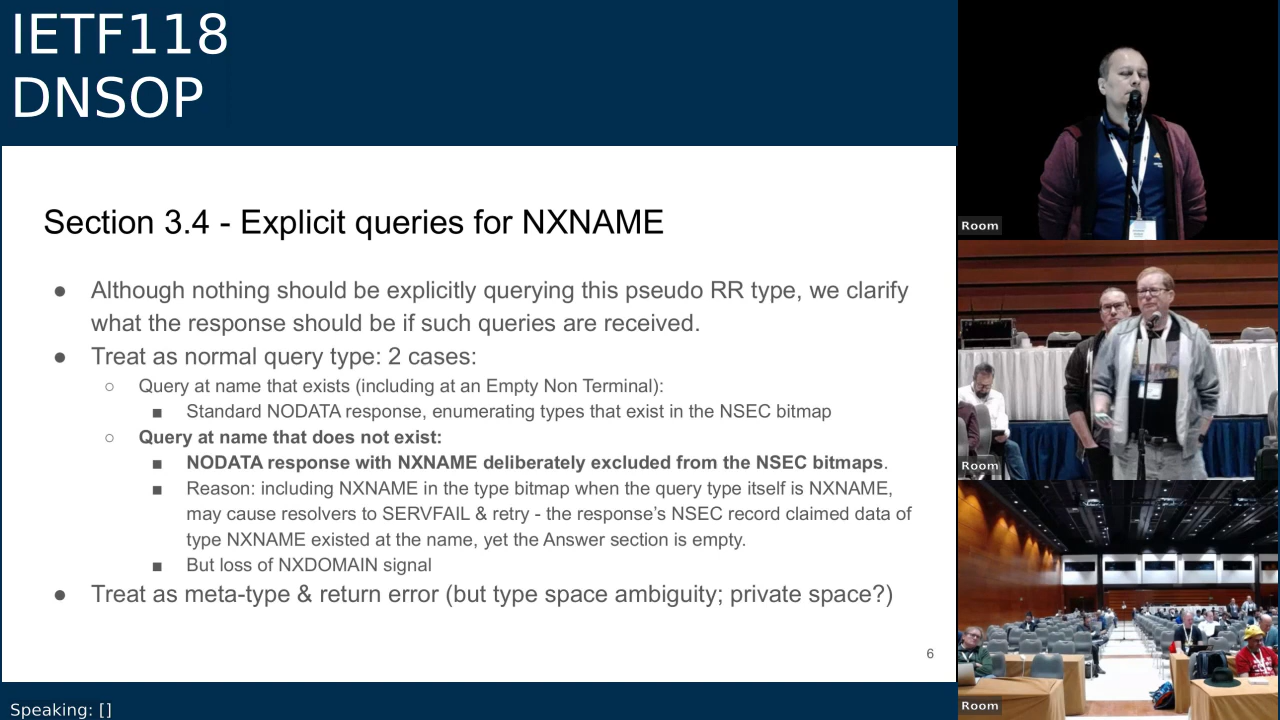 IETF118
DNSOP
Section 3.4 - Explicit queries for NXNAME
● Although nothing should be explicitly querying this pseudo RR type, we clarify
what the response should be if such queries are received.
● Treat as normal query type: 2 cases:
○ Query at name that exists (including at an Empty Non Terminal):
■ Standard NODATA response, enumerating types that exist in the NSEC bitmap
○ Query at name that does not exist:
■ NODATA response with NXNAME deliberately excluded from the NSEC bitmaps.
■ Reason: including NXNAME in the type bitmap when the query type itself is NXNAME,
may cause resolvers to SERVFAIL & retry - the response's NSEC record claimed data of
type NXNAME existed at the name, yet the Answer section is empty.
■ But loss of NXDOMAIN signal
● Treat as meta-type & return error (but type space ambiguity; private space?)
6
Speaking: []
Room
Room
Room